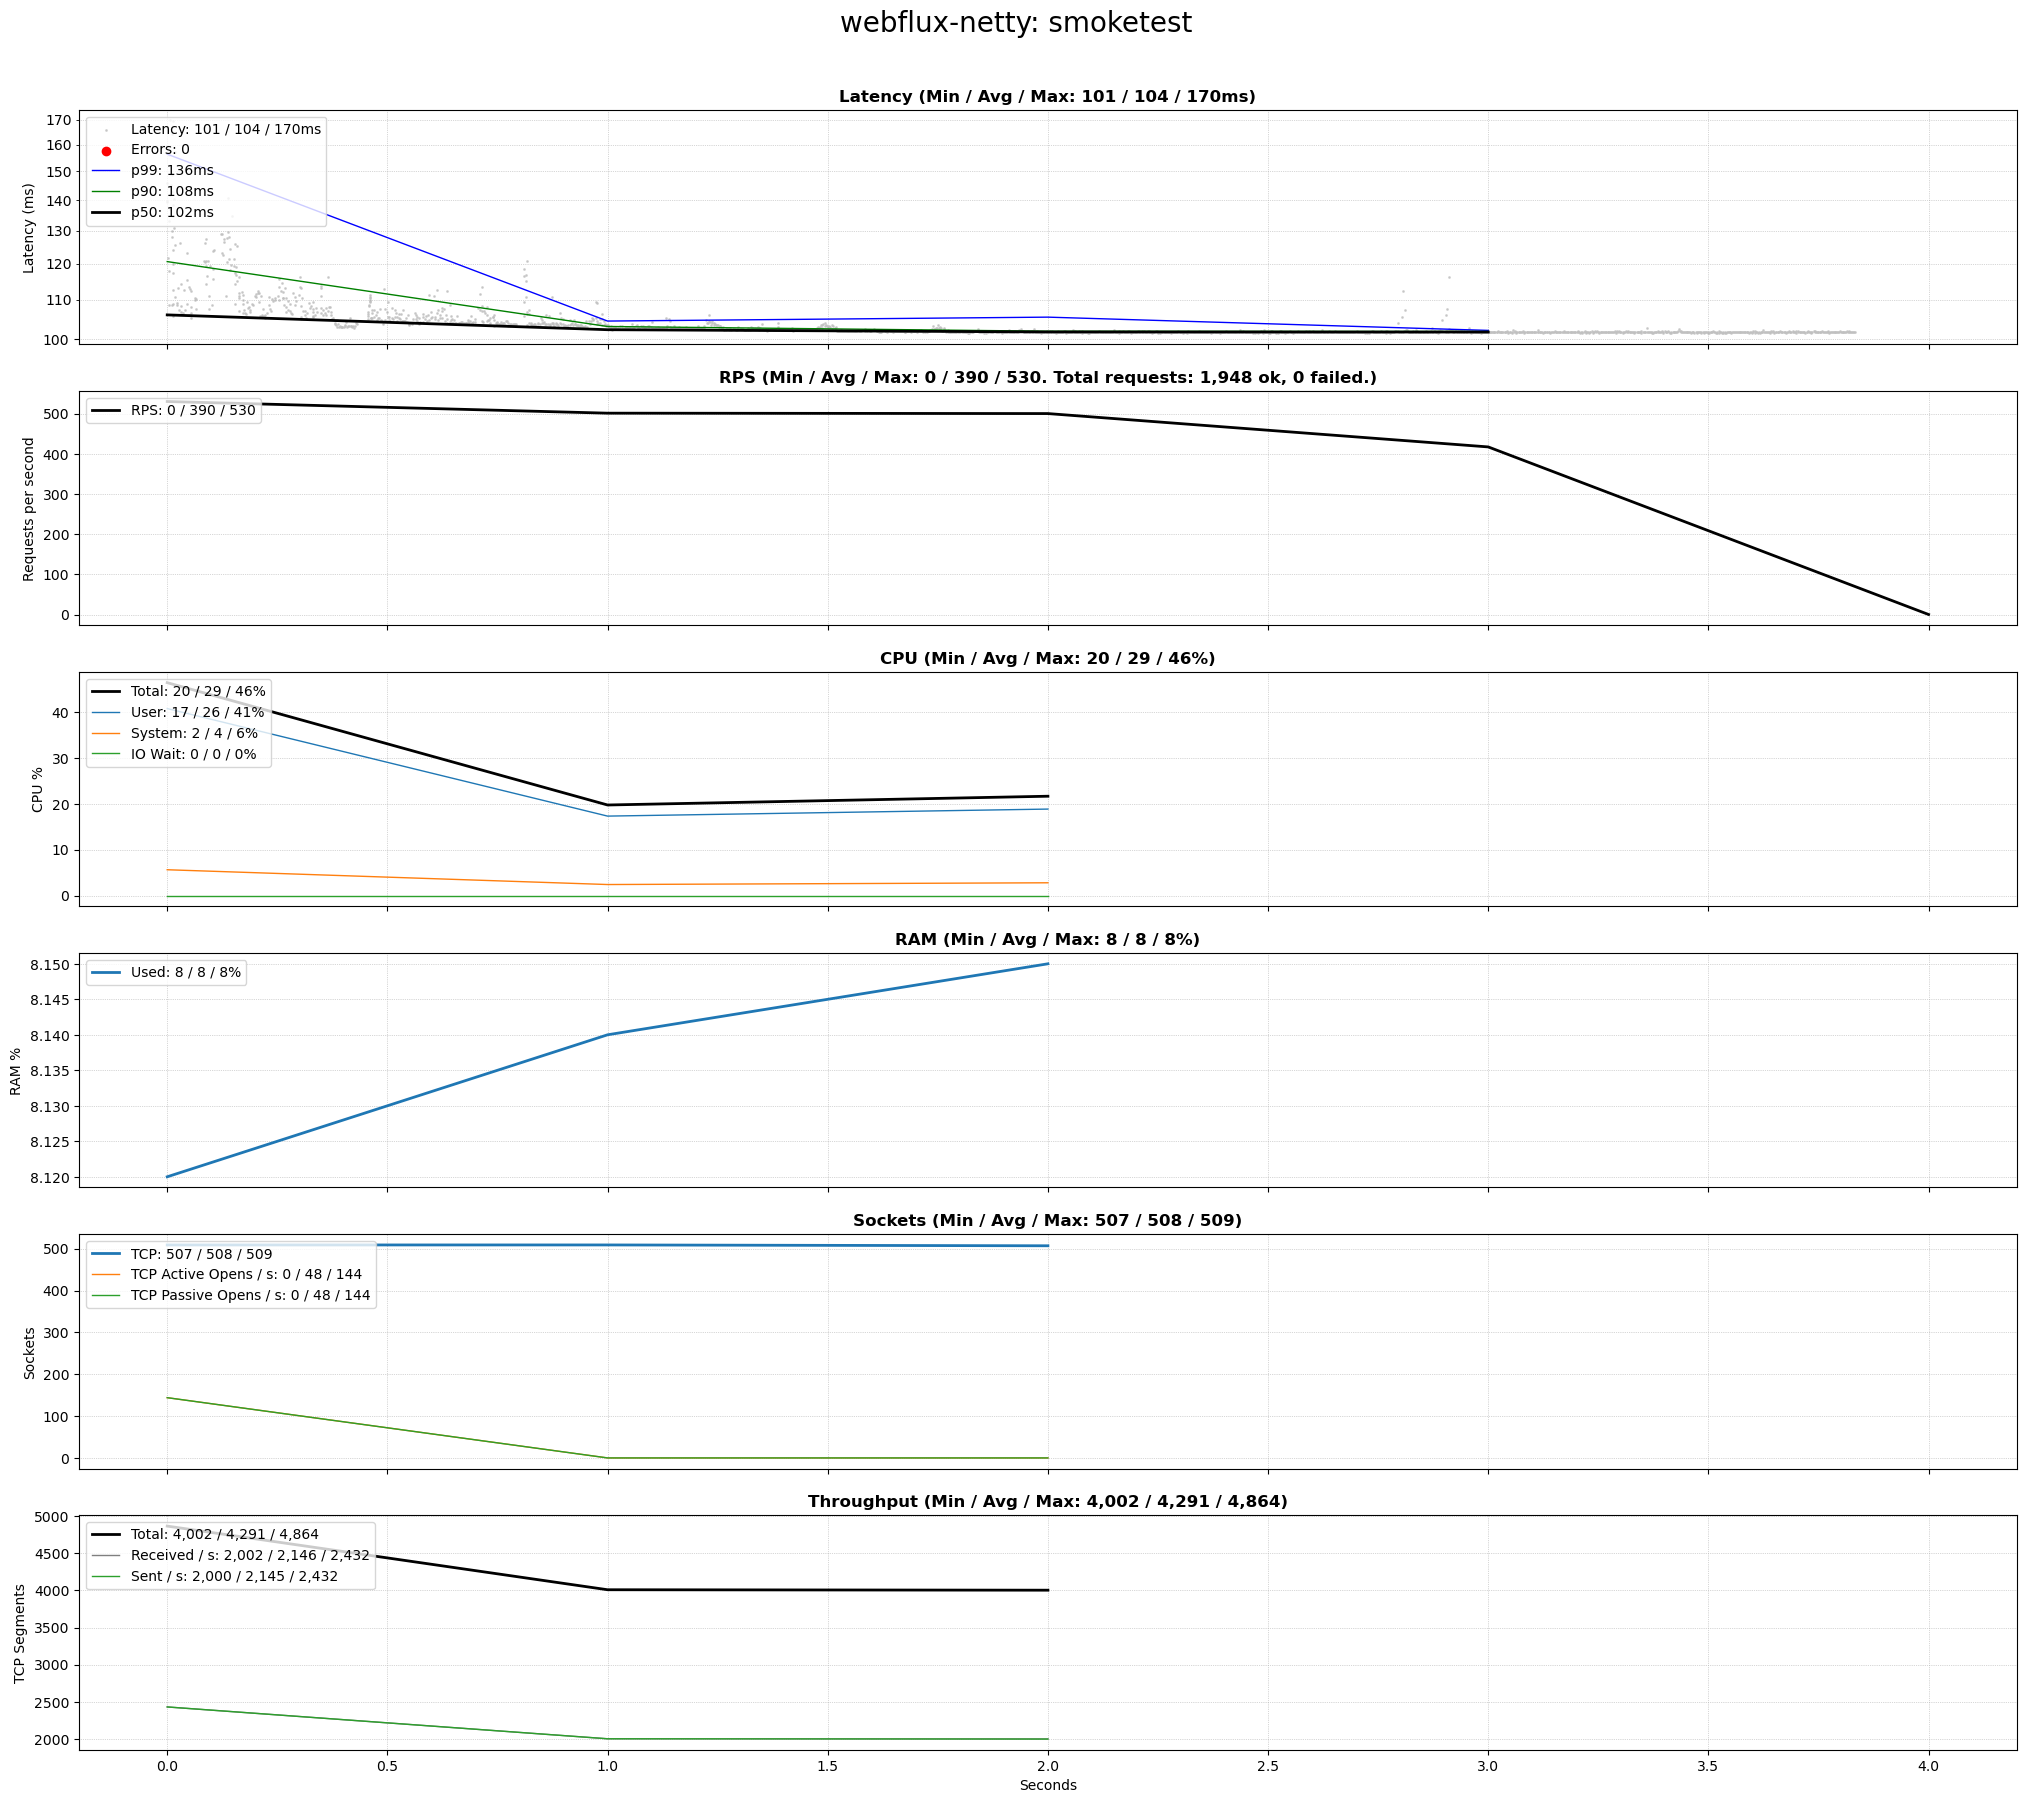 webflux-netty: smoketest
Latency (Min / Avg / Max: 101 / 104 / 170ms)
Latency (ms)
170
160
150
140
130
120
110
100
Latency: 101 / 104 / 170ms
Errors: 0
p99: 136ms
p90: 108ms
p50: 102ms
RPS (Min / Avg / Max: 0 / 390 / 530. Total requests: 1,948 ok, 0 failed.)
Requests per second
500
400
300
200
100
0
RPS: 0 / 390 / 530
CPU (Min / Avg / Max: 20 / 29 / 46%)
CPU %
40
30
20
10
0
Total: 20 / 29 / 46%
User: 17 / 26 / 41%
System: 2 / 4 / 6%
IO Wait: 0 / 0 / 0%
RAM (Min / Avg / Max: 8 / 8 / 8%)
RAM %
8.150
8.145
8.140
8.135
8.130
8.125
8.120
Used: 8 / 8 / 8%
Sockets (Min / Avg / Max: 507 / 508 / 509)
Sockets
500
400
300
200
100
0
TCP: 507 / 508 / 509
TCP Active Opens / s: 0 / 48 / 144
TCP Passive Opens / s: 0 / 48 / 144
Throughput (Min / Avg / Max: 4,002 / 4,291 / 4,864)
TCP Segments
5000
4500
4000
3500
3000
2500
2000
Total: 4,002 / 4,291 / 4,864
Received / s: 2,002 / 2,146 / 2,432
Sent / s: 2,000 / 2,145 / 2,432
0.0 0.5 1.0 1.5 2.0 2.5 3.0 3.5 4.0
Seconds